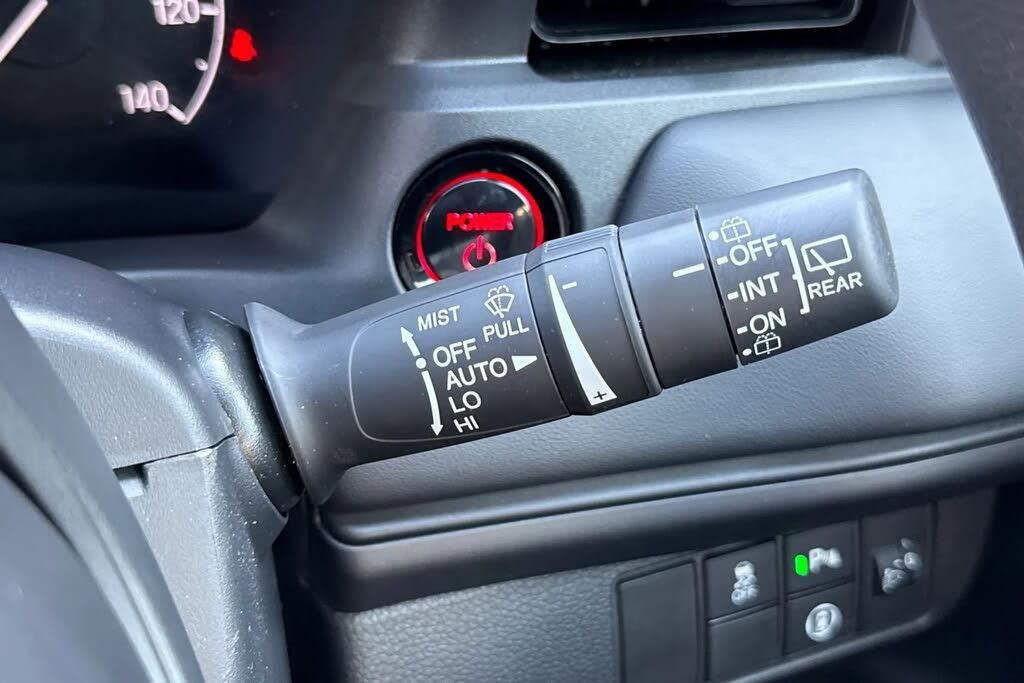 120
140
POWER
MIST
PULL
OFF
AUTO
LO
HI
-
+
OFF
INT
ON
REAR
P